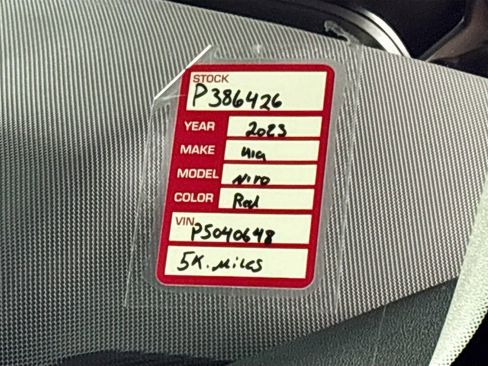 STOCK
P386426
YEAR 2023
MAKE Kia
MODEL Niro
COLOR Red
VIN P5040648
5K. Miles